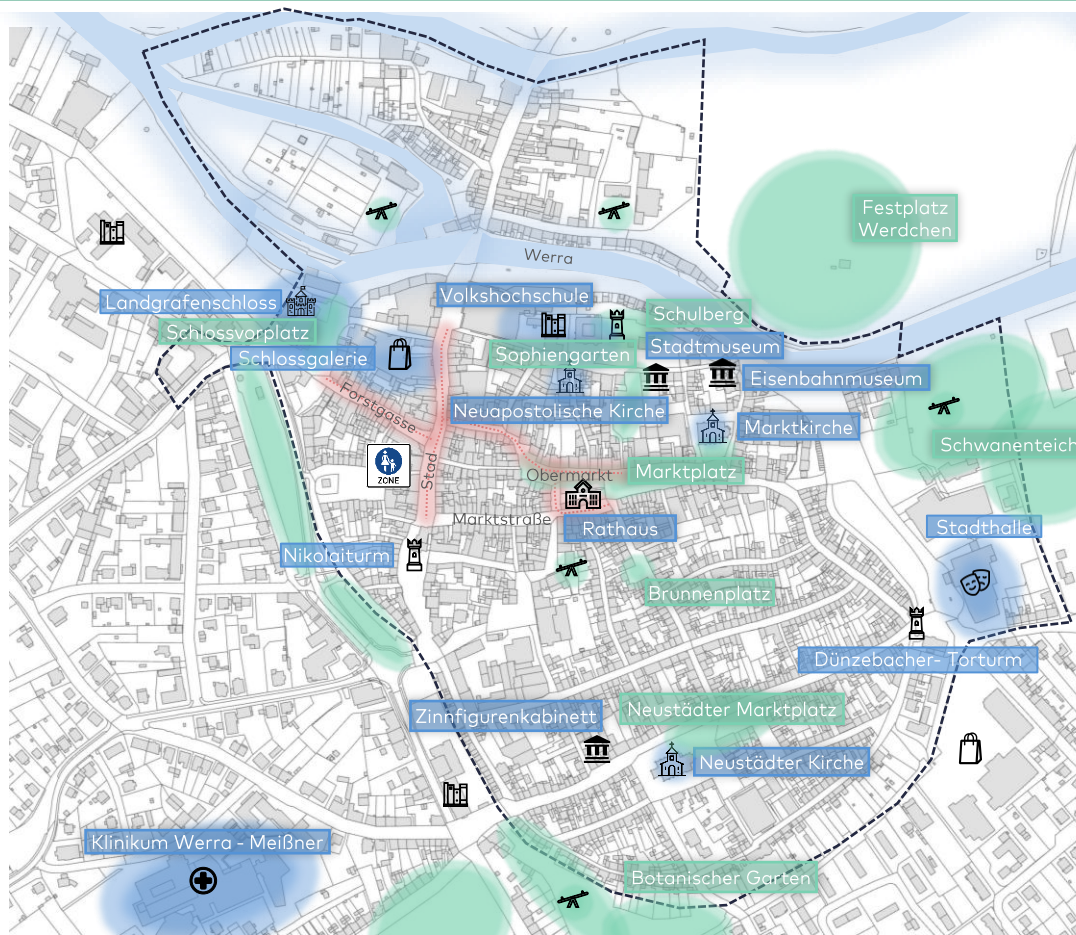 Festplatz
Werdchen
Werra
Landgrafenschloss
Volkshochschule
Schlossvorplatz
Schulberg
Schlossgalerie
Sophiengarten
Stadtmuseum
Eisenbahnmuseum
Forstgasse
Neuapostolische Kirche
Marktkirche
Schwanenteich
ZONE
Stad
Obermarkt
Marktplatz
Marktstraße
Rathaus
Stadthalle
Nikolaiturm
Brunnenplatz
Dünzebacher- Torturm
Zinnfigurenkabinett
Neustädter Marktplatz
Neustädter Kirche
Klinikum Werra - Meißner
Botanischer Garten